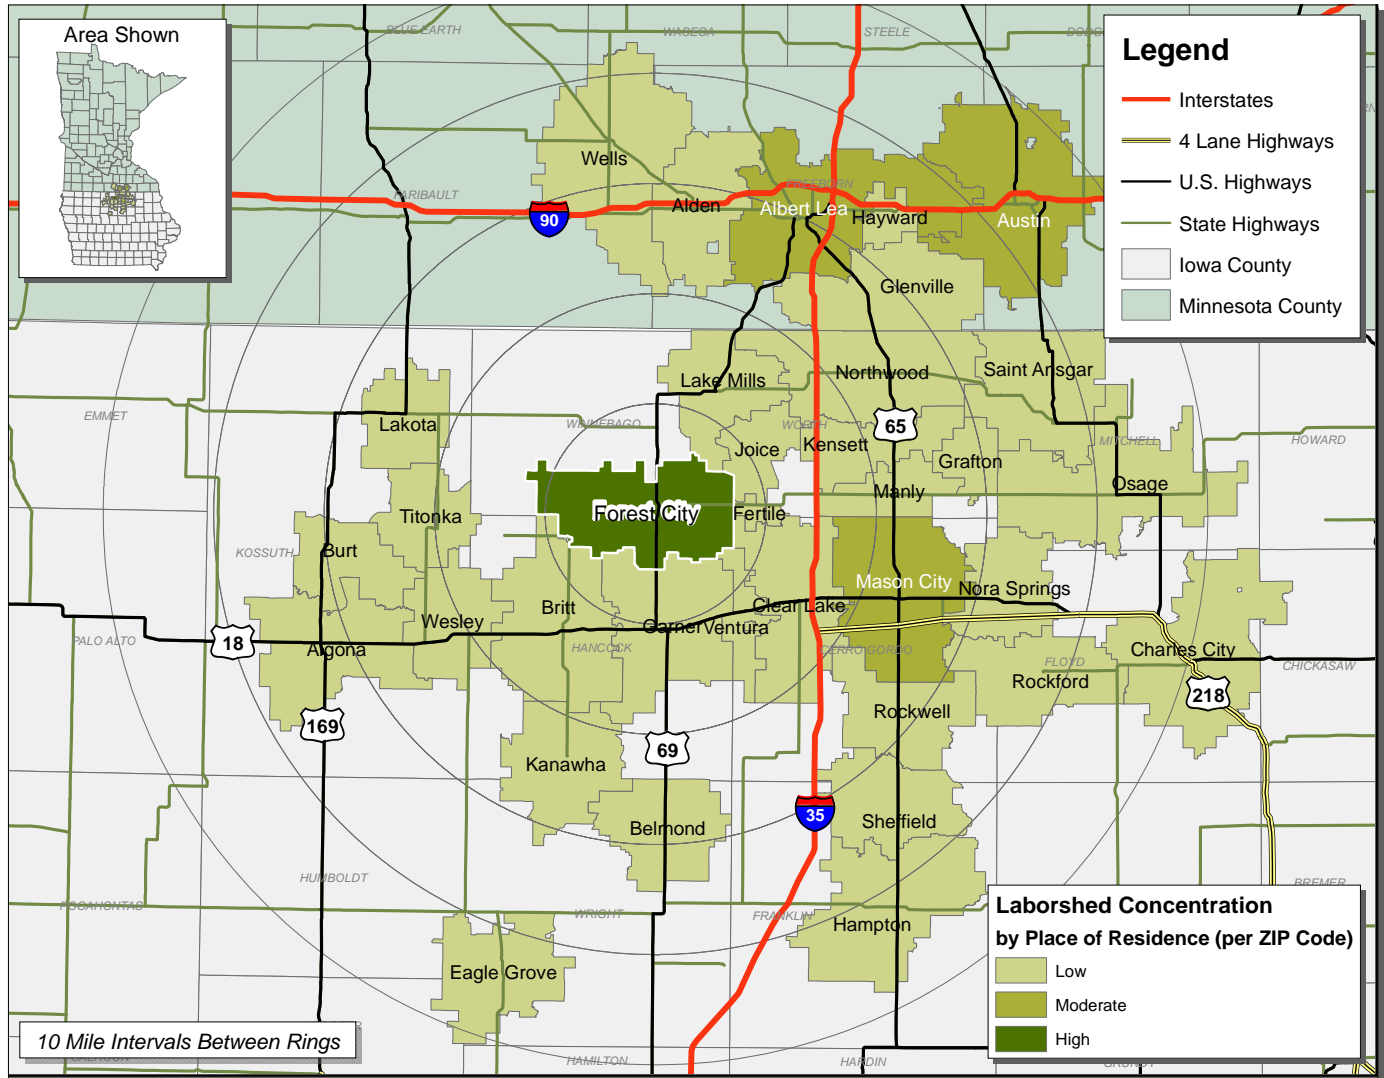 Area Shown
BLUE EARTH
WASECA
STEELE
Legend
Interstates
4 Lane Highways
U.S. Highways
State Highways
Iowa County
Minnesota County
Wells
FARIBAULT
FREEBORN
Alden
Albert Lea
Hayward
Austin
90
Glenville
Lake Mills
Northwood
Saint Ansgar
EMMET
Lakota
WINNEBAGO
WORTH
65
MITCHELL
HOWARD
Joice
Kensett
Grafton
Manly
Osage
Titonka
Forest City
Fertile
KOSSUTH
Burt
Mason City
Nora Springs
Britt
Clear Lake
Wesley
Garner
Ventura
PALO ALTO
18
Algona
HANCOCK
CERRO GORDO
FLOYD
Charles City
CHICKASAW
Rockford
218
169
Rockwell
69
Kanawha
35
Belmond
Sheffield
HUMBOLDT
BREMER
POCAHONTAS
WRIGHT
FRANKLIN
Hampton
Laborshed Concentration
by Place of Residence (per ZIP Code)
Low
Moderate
High
Eagle Grove
10 Mile Intervals Between Rings
HAMILTON
HARDIN